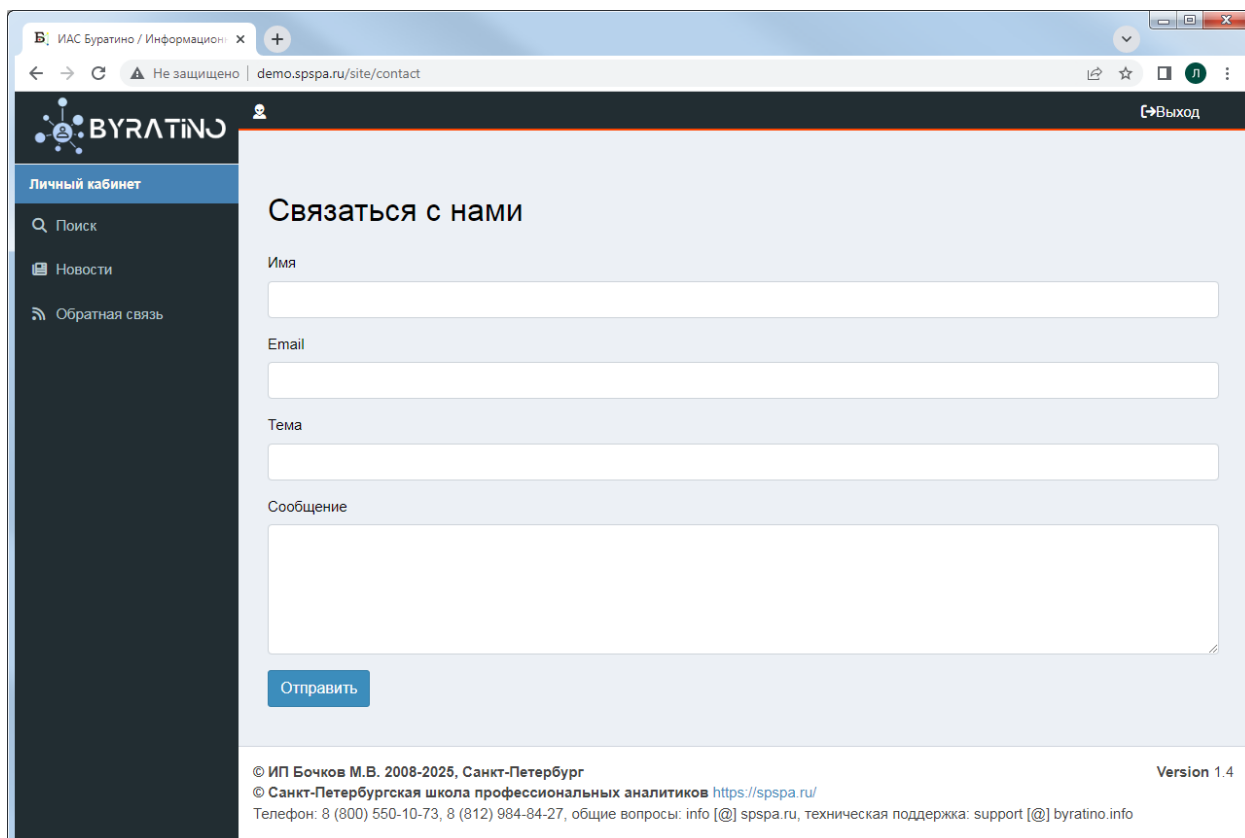 ИАС Буратино / Информацион
Не защищено demo.spspa.ru/site/contact
Л
BYRATINO
Выход
Личный кабинет
Поиск
Новости
Обратная связь
Связаться с нами
Имя
Email
Тема
Сообщение
Отправить
© ИП Бочков М.В. 2008-2025, Санкт-Петербург
Version 1.4
© Санкт-Петербургская школа профессиональных аналитиков https://spspa.ru/
Телефон: 8 (800) 550-10-73, 8 (812) 984-84-27, общие вопросы: info [@] spspa.ru, техническая поддержка: support [@] byratino.info